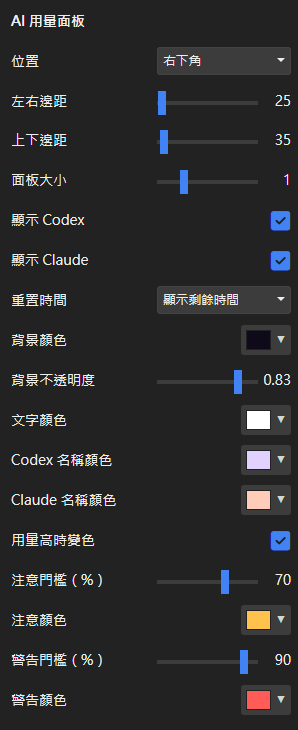 AI 用量面板
位置 右下角
左右邊距 25
上下邊距 35
面板大小 1
顯示 Codex
顯示 Claude
重置時間 顯示剩餘時間
背景顏色
背景不透明度 0.83
文字顏色
Codex 名稱顏色
Claude 名稱顏色
用量高時變色
注意門檻 ( % ) 70
注意顏色
警告門檻 ( % ) 90
警告顏色